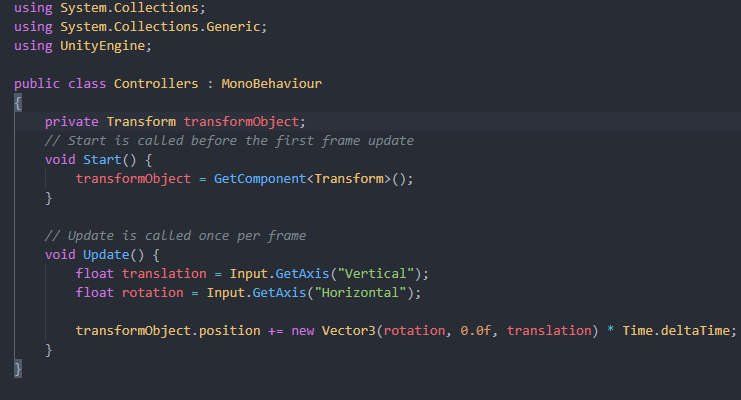 using System.Collections;
using System.Collections.Generic;
using UnityEngine;

public class Controllers : MonoBehaviour
{
    private Transform transformObject;
    // Start is called before the first frame update
    void Start() {
        transformObject = GetComponent<Transform>();
    }

    // Update is called once per frame
    void Update() {
        float translation = Input.GetAxis("Vertical");
        float rotation = Input.GetAxis("Horizontal");

        transformObject.position += new Vector3(rotation, 0.0f, translation) * Time.deltaTime;
    }
}